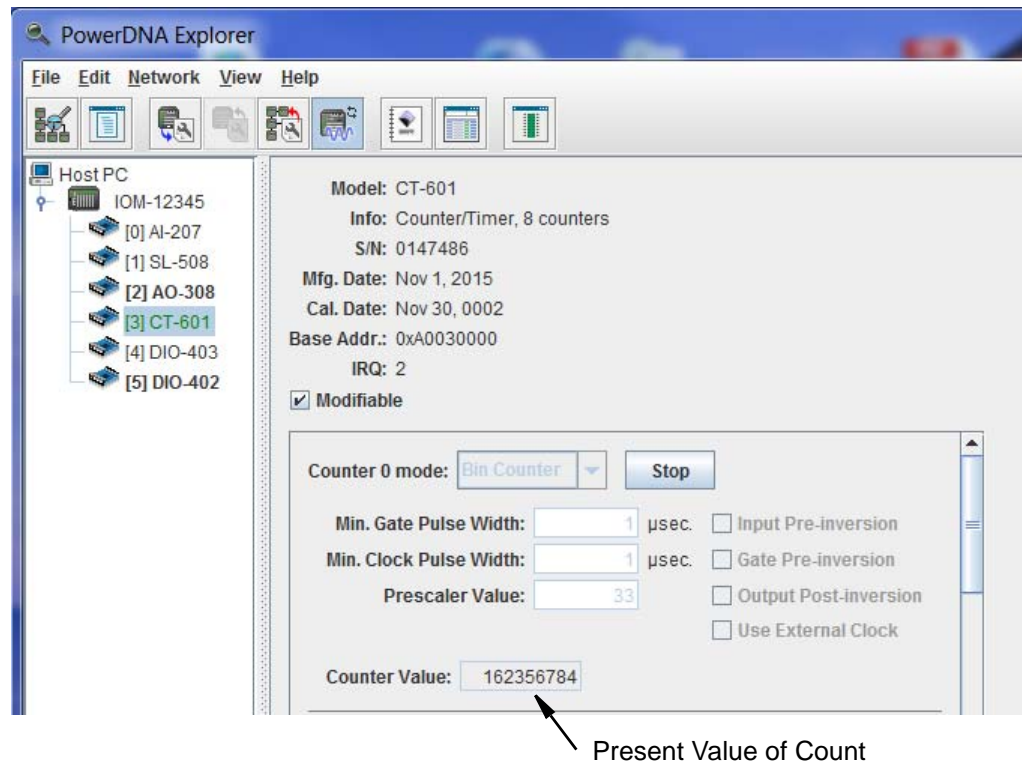 PowerDNA Explorer
File Edit Network View Help
Host PC
IOM-12345
[0] AI-207
[1] SL-508
[2] AO-308
[3] CT-601
[4] DIO-403
[5] DIO-402
Model: CT-601
Info: Counter/Timer, 8 counters
S/N: 0147486
Mfg. Date: Nov 1, 2015
Cal. Date: Nov 30, 0002
Base Addr.: 0xA0030000
IRQ: 2
Modifiable
Counter 0 mode: Bin Counter Stop
Min. Gate Pulse Width: 1 μsec. Input Pre-inversion
Min. Clock Pulse Width: 1 μsec. Gate Pre-inversion
Prescaler Value: 33 Output Post-inversion
Use External Clock
Counter Value: 162356784
Present Value of Count